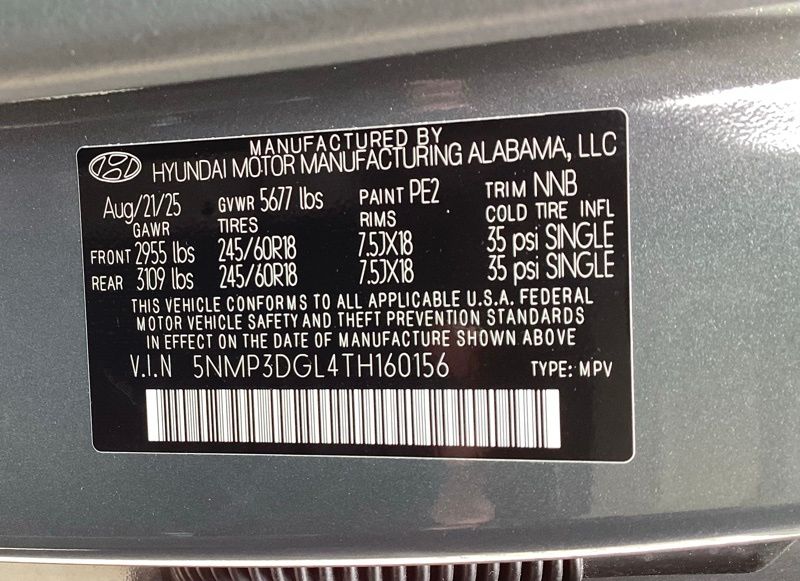 MANUFACTURED BY
HYUNDAI MOTOR MANUFACTURING ALABAMA, LLC
Aug/21/25 GVWR 5677 lbs PAINT PE2 TRIM NNB
GAWR TIRES RIMS COLD TIRE INFL
FRONT 2955 lbs 245/60R18 7.5JX18 35 psi SINGLE
REAR 3109 lbs 245/60R18 7.5JX18 35 psi SINGLE
THIS VEHICLE CONFORMS TO ALL APPLICABLE U.S.A. FEDERAL
MOTOR VEHICLE SAFETY AND THEFT PREVENTION STANDARDS
IN EFFECT ON THE DATE OF MANUFACTURE SHOWN ABOVE
V.I.N 5NMP3DGL4TH160156 TYPE: MPV